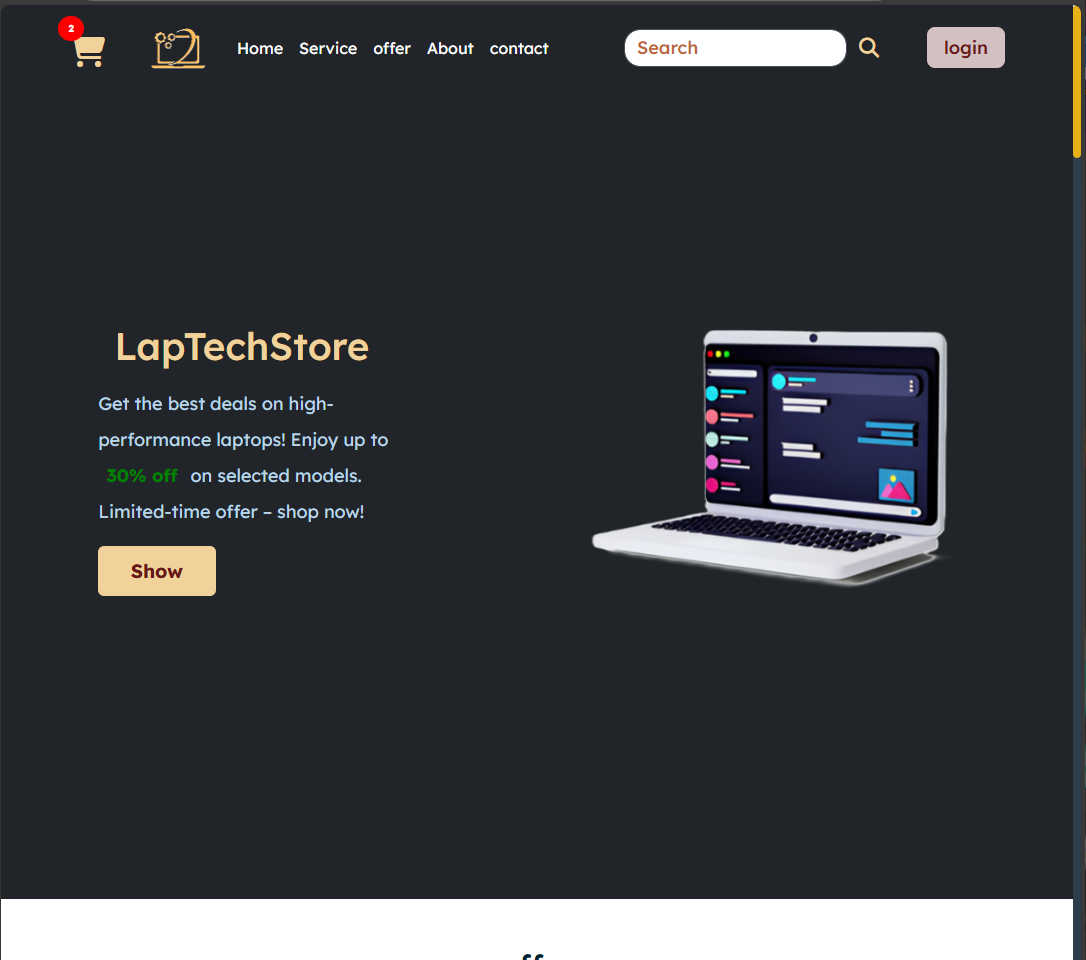 2
Home Service offer About contact
Search
login
LapTechStore
Get the best deals on high-
performance laptops! Enjoy up to
30% off on selected models.
Limited-time offer – shop now!
Show